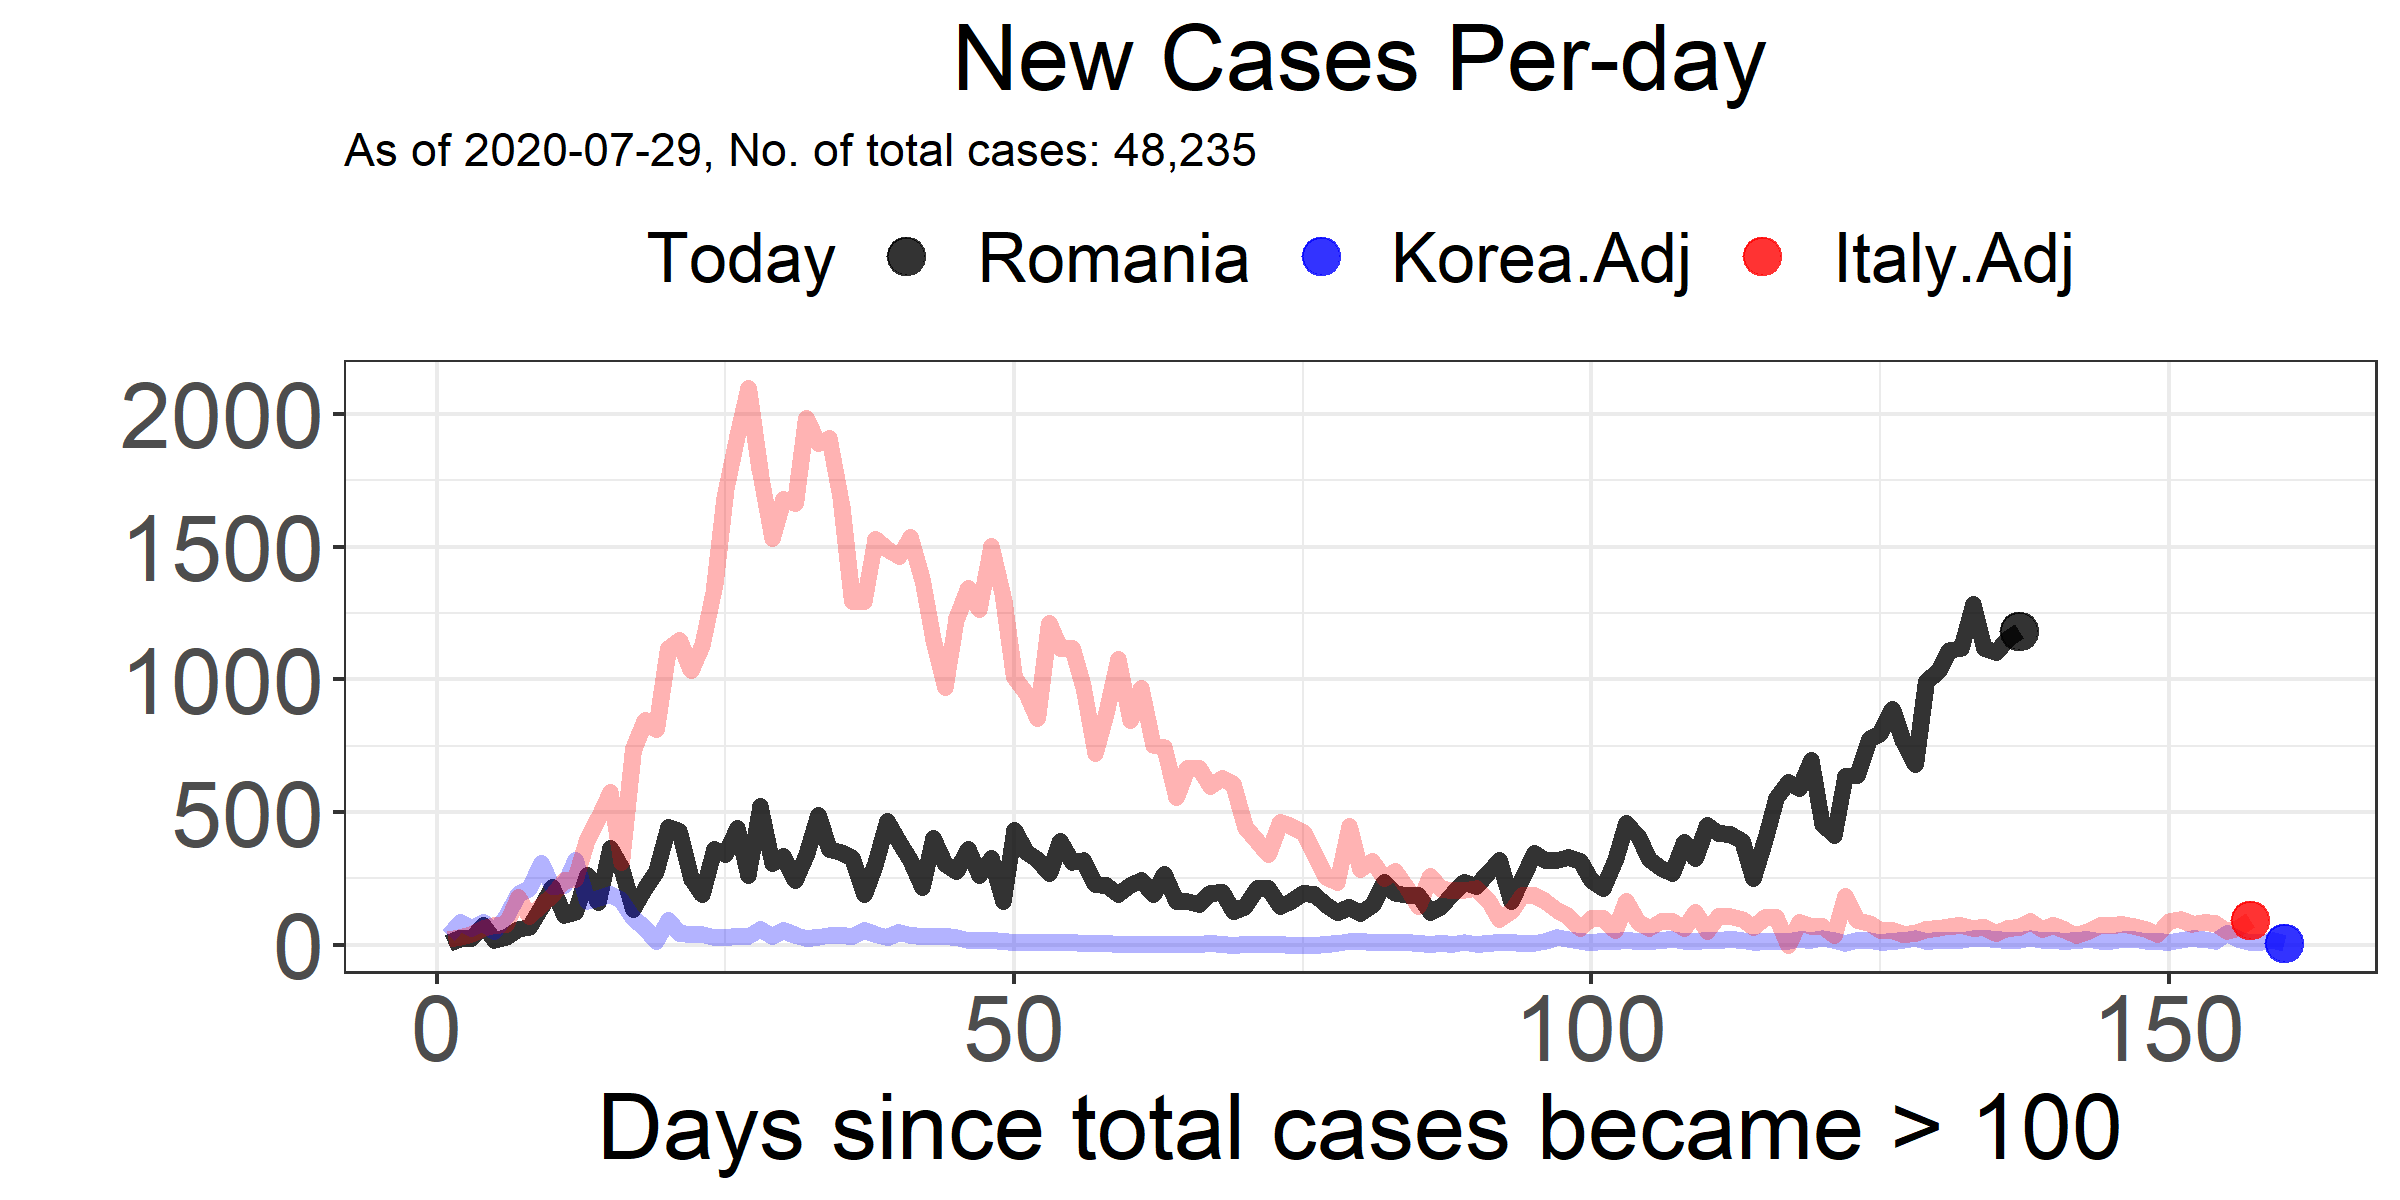 New Cases Per-day
As of 2020-07-29, No. of total cases: 48,235
Today Romania Korea.Adj Italy.Adj
2000
1500
1000
500
0
0 50 100 150
Days since total cases became > 100